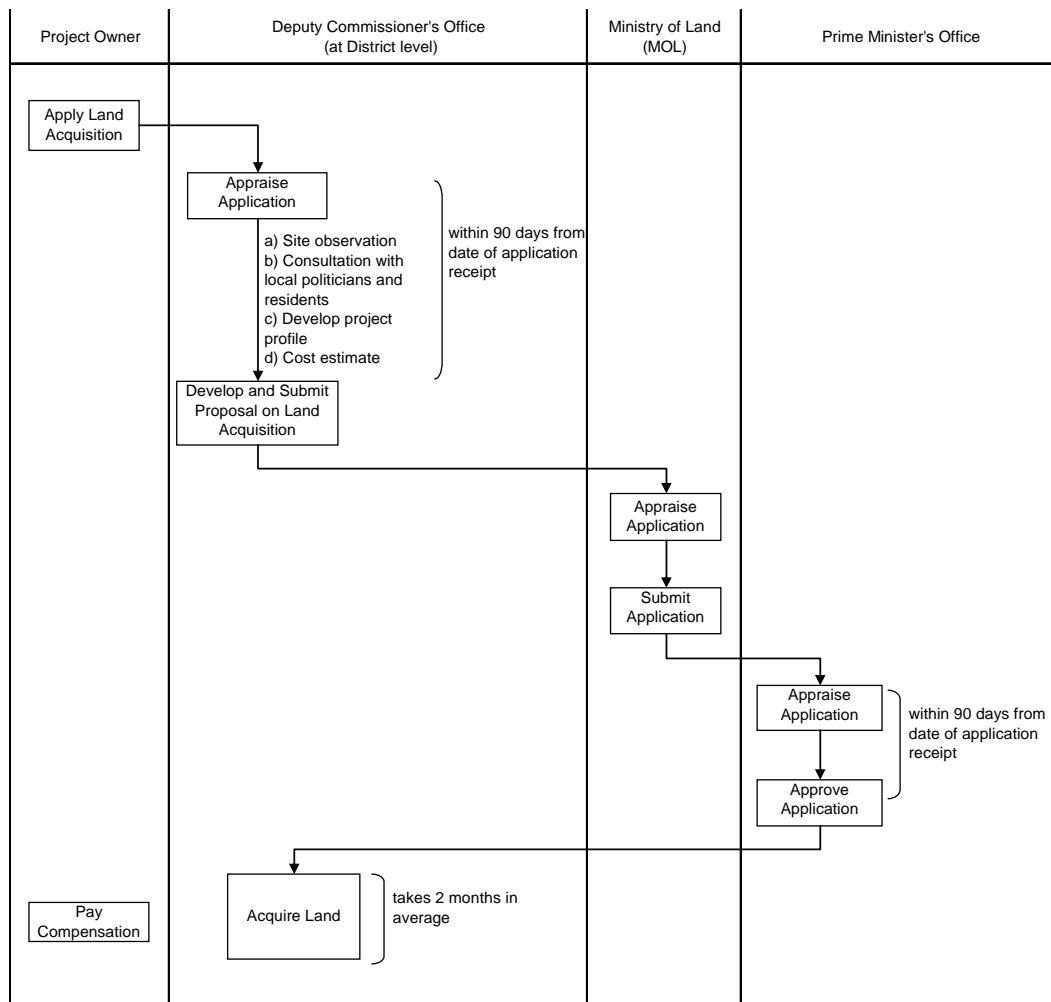 Project Owner
Deputy Commissioner's Office
(at District level)
Ministry of Land
(MOL)
Prime Minister's Office
Apply Land
Acquisition
Appraise
Application
a) Site observation
b) Consultation with
local politicians and
residents
c) Develop project
profile
d) Cost estimate
within 90 days from
date of application
receipt
Develop and Submit
Proposal on Land
Acquisition
Appraise
Application
Submit
Application
Appraise
Application
within 90 days from
date of application
receipt
Approve
Application
Pay
Compensation
Acquire Land
takes 2 months in
average